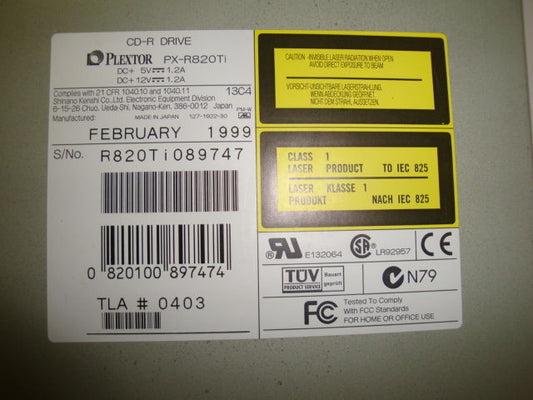 CD-R DRIVE
PLEXTOR PX-R820Ti
DC+ 5V 1.2A
DC+12V 1.2A
Complies with 21 CFR 1040.10 and 1040.11 13C4
Shinano Kenshi Co.,Ltd. Electronic Equipment Division
6-15-26 Chuo, Ueda-Shi, Nagano-Ken, 386-0012 Japan PM-W
Manufactured: MADE IN JAPAN 127-1922-30
FEBRUARY 1999
S/No. R820Ti089747
0 820100 897474
TLA # 0403
CAUTION -INVISIBLE LASER RADIATION WHEN OPEN
AVOID DIRECT EXPOSURE TO BEAM
VORSICHT-UNSICHTBARE LASERSTRAHLUNG.
WENN ABDECKUNG GEÖFFNET.
NICHT DEM STRAHL AUSSETZEN.
CLASS 1
LASER PRODUCT TO IEC 825
LASER KLASSE 1
PRODUKT NACH IEC 825
E132064
LR92957
CE
TÜV Bauart
PRODUCT SERVICE geprüft
N79
FC
Tested To Comply
With FCC Standards
FOR HOME OR OFFICE USE